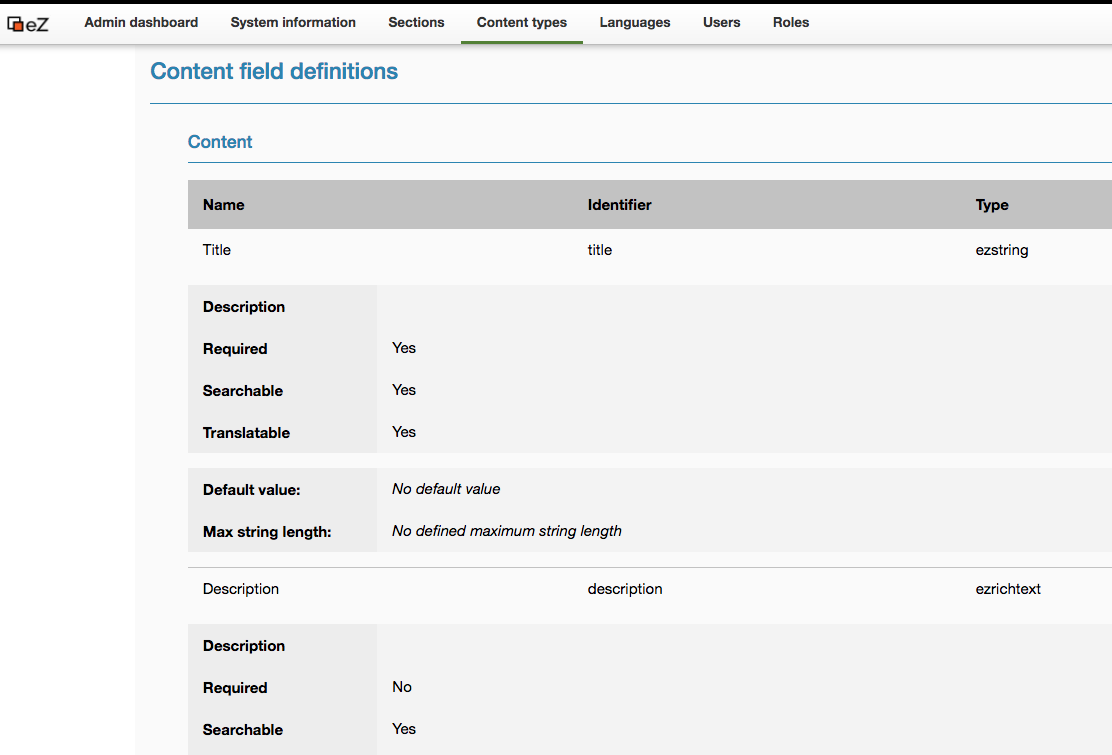 eZ Admin dashboard System information Sections Content types Languages Users Roles
Content field definitions
Content
Name Identifier Type
Title title ezstring
Description
Required Yes
Searchable Yes
Translatable Yes
Default value: No default value
Max string length: No defined maximum string length
Description description ezrichtext
Description
Required No
Searchable Yes